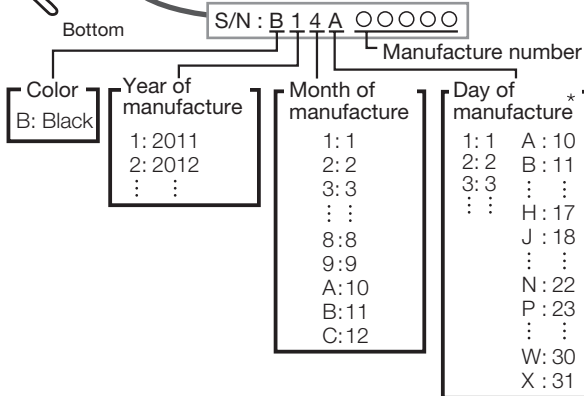 Bottom
S/N : B 1 4 A ○○○○○
Manufacture number
Color
B: Black
Year of
manufacture
1: 2011
2: 2012
⋮ ⋮
Month of
manufacture
1: 1
2: 2
3: 3
⋮ ⋮
8:8
9:9
A:10
B:11
C:12
Day of
manufacture*
1: 1
2: 2
3: 3
⋮ ⋮
A : 10
B : 11
⋮ ⋮
H : 17
J : 18
⋮ ⋮
N : 22
P : 23
⋮ ⋮
W: 30
X : 31